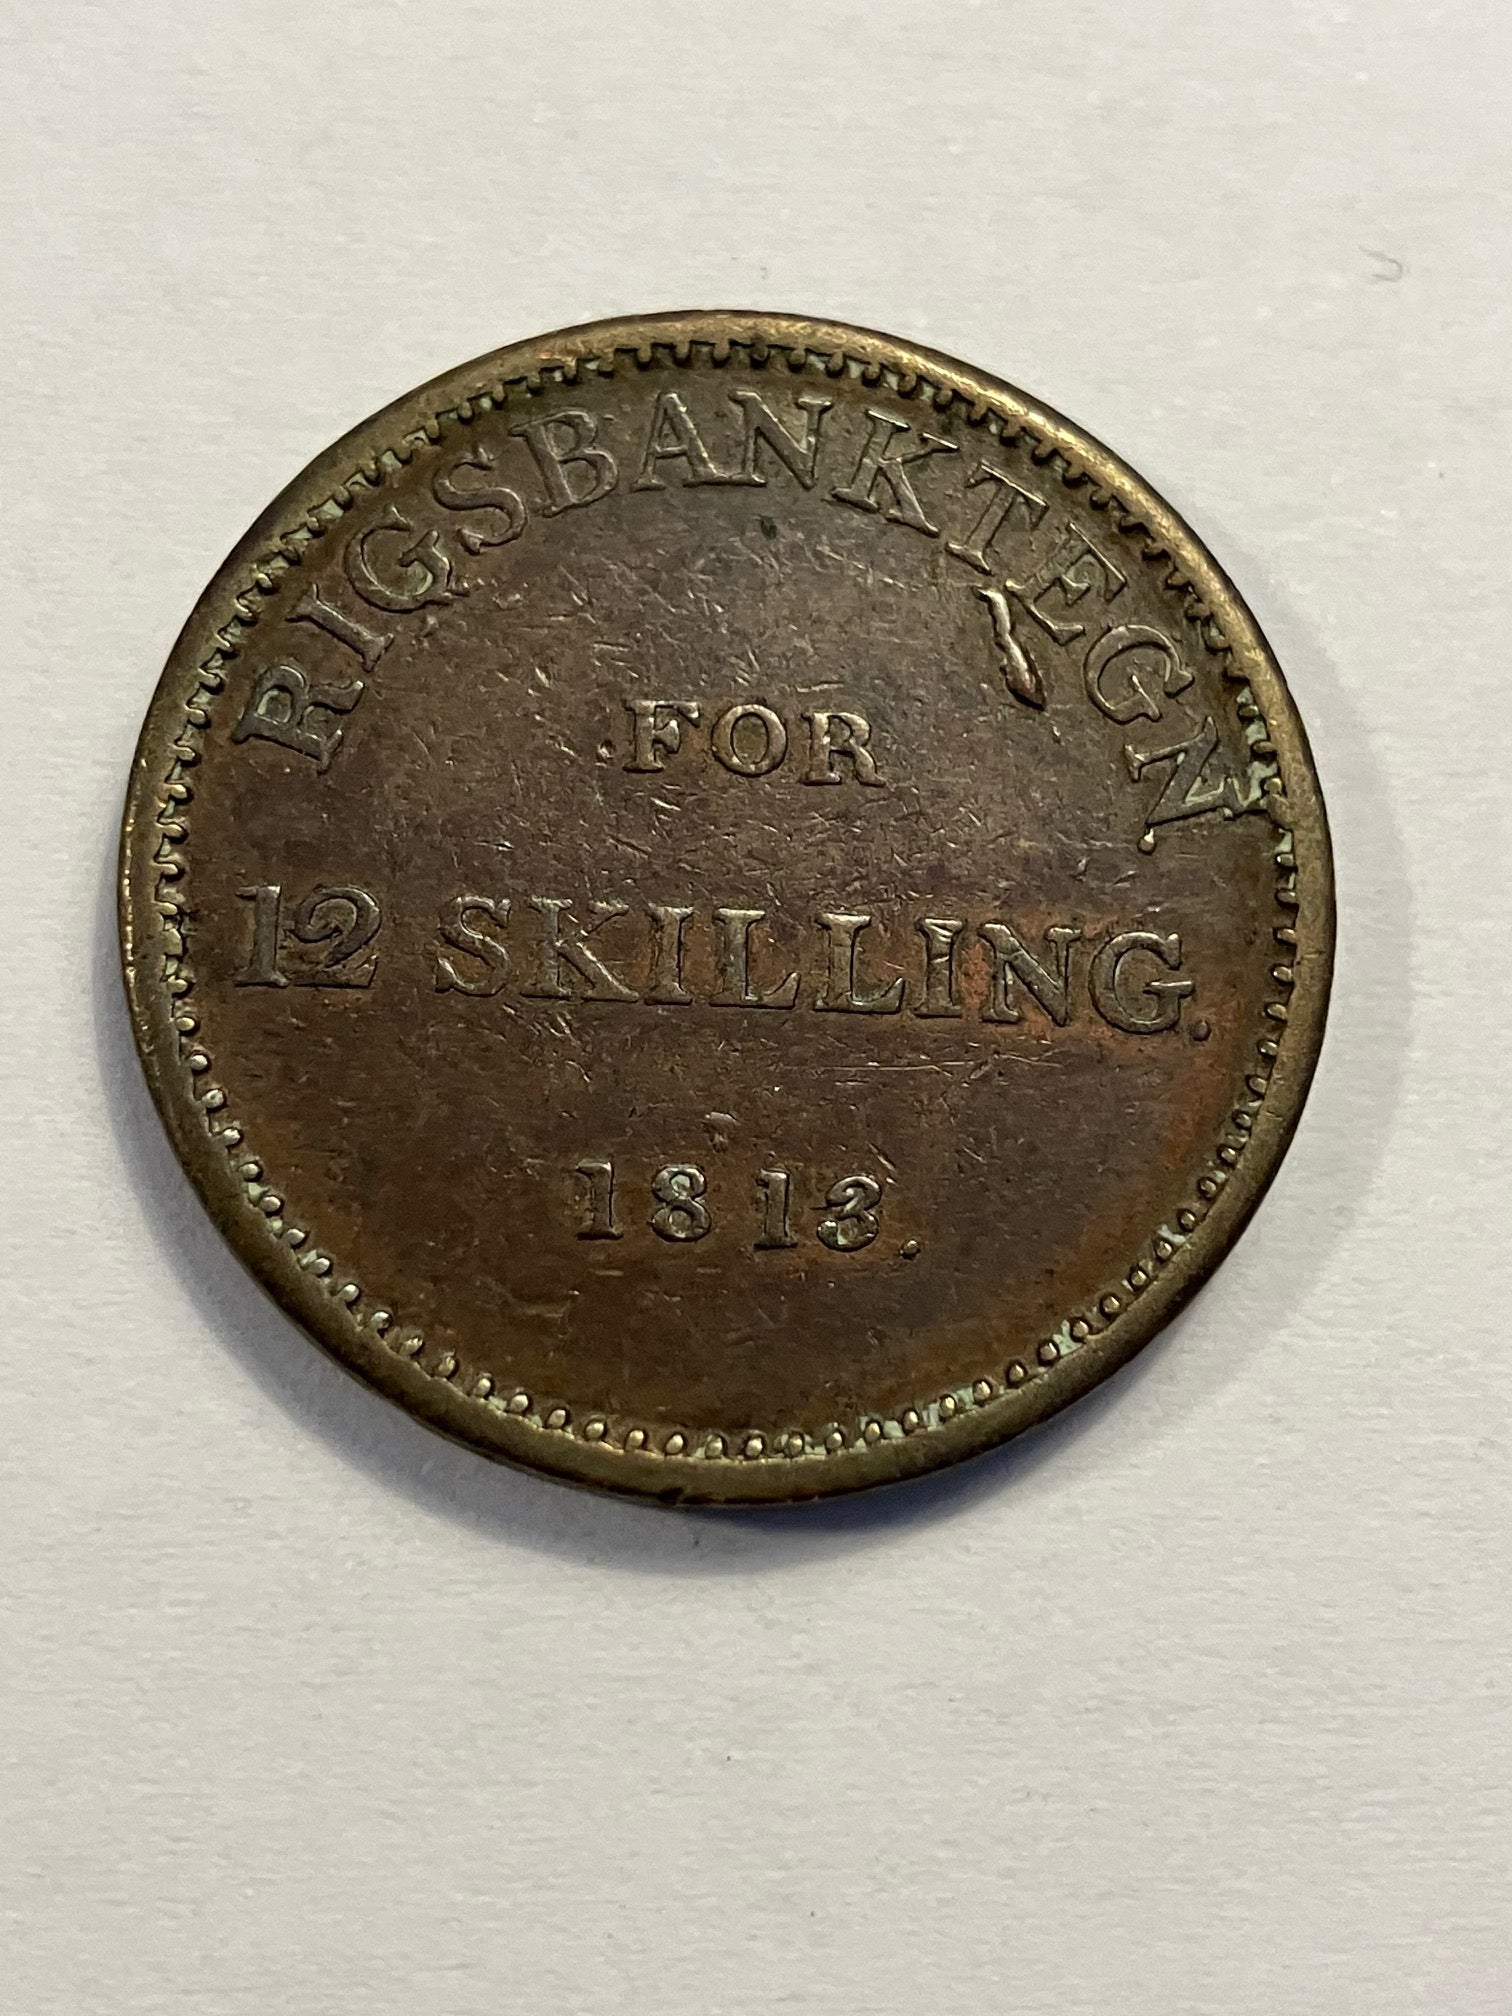 RIGSBANKTEGN
FOR
12 SKILLING.
1813.